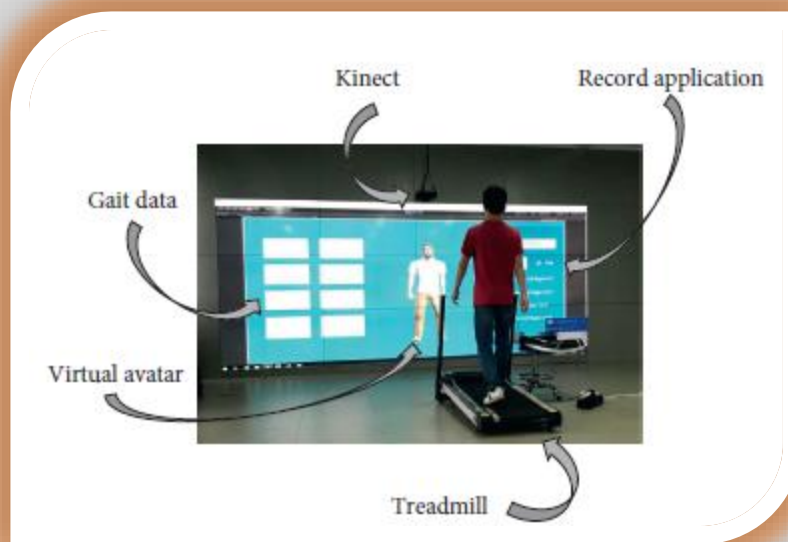 Kinect
Record application
Gait data
Virtual avatar
Treadmill